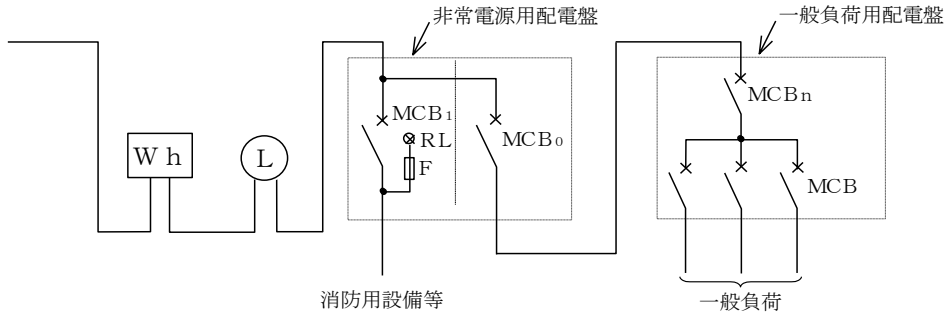 非常電源用配電盤
一般負荷用配電盤
MCB₁
RL
F
MCB₀
MCBn
MCB
Wh
L
消防用設備等
一般負荷